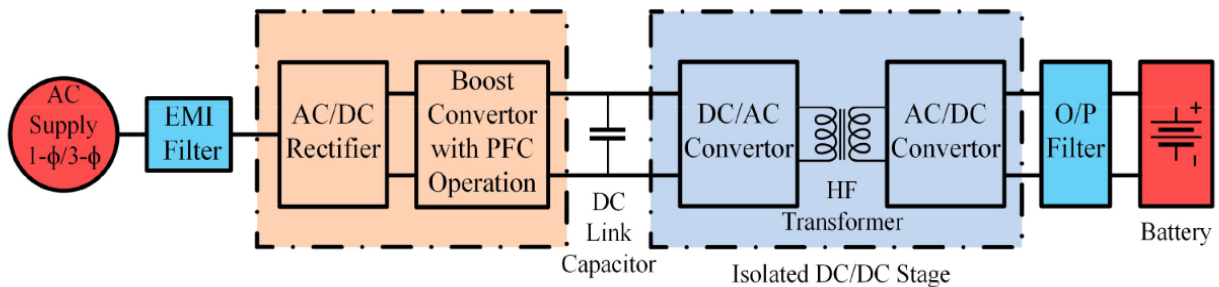 AC
Supply
1-ϕ/3-ϕ
EMI
Filter
AC/DC
Rectifier
Boost
Convertor
with PFC
Operation
DC
Link
Capacitor
DC/AC
Convertor
HF
Transformer
AC/DC
Convertor
Isolated DC/DC Stage
O/P
Filter
+
-
Battery